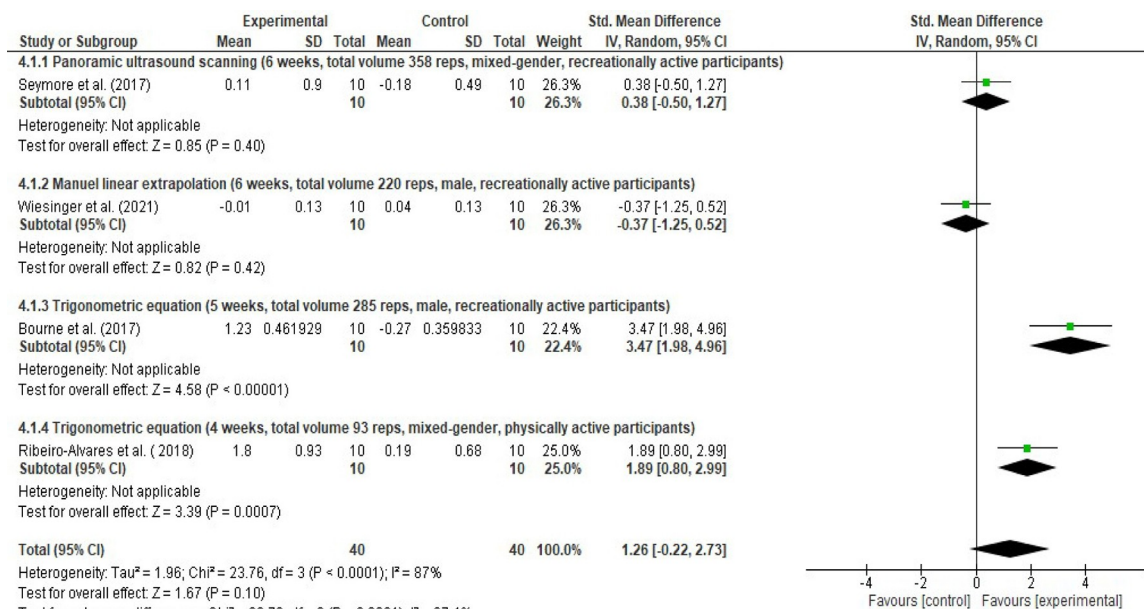 Experimental Control Std. Mean Difference Std. Mean Difference
Study or Subgroup Mean SD Total Mean SD Total Weight IV, Random, 95% CI IV, Random, 95% CI
4.1.1 Panoramic ultrasound scanning (6 weeks, total volume 358 reps, mixed-gender, recreationally active participants)
Seymore et al. (2017) 0.11 0.9 10 -0.18 0.49 10 26.3% 0.38 [-0.50, 1.27]
Subtotal (95% CI) 10 10 26.3% 0.38 [-0.50, 1.27]
Heterogeneity: Not applicable
Test for overall effect: Z = 0.85 (P = 0.40)
4.1.2 Manuel linear extrapolation (6 weeks, total volume 220 reps, male, recreationally active participants)
Wiesinger et al. (2021) -0.01 0.13 10 0.04 0.13 10 26.3% -0.37 [-1.25, 0.52]
Subtotal (95% CI) 10 10 26.3% -0.37 [-1.25, 0.52]
Heterogeneity: Not applicable
Test for overall effect: Z = 0.82 (P = 0.42)
4.1.3 Trigonometric equation (5 weeks, total volume 285 reps, male, recreationally active participants)
Bourne et al. (2017) 1.23 0.461929 10 -0.27 0.359833 10 22.4% 3.47 [1.98, 4.96]
Subtotal (95% CI) 10 10 22.4% 3.47 [1.98, 4.96]
Heterogeneity: Not applicable
Test for overall effect: Z = 4.58 (P < 0.00001)
4.1.4 Trigonometric equation (4 weeks, total volume 93 reps, mixed-gender, physically active participants)
Ribeiro-Alvares et al. ( 2018) 1.8 0.93 10 0.19 0.68 10 25.0% 1.89 [0.80, 2.99]
Subtotal (95% CI) 10 10 25.0% 1.89 [0.80, 2.99]
Heterogeneity: Not applicable
Test for overall effect: Z = 3.39 (P = 0.0007)
Total (95% CI) 40 40 100.0% 1.26 [-0.22, 2.73]
Heterogeneity: Tau² = 1.96; Chi² = 23.76, df = 3 (P < 0.0001); I² = 87%
Test for overall effect: Z = 1.67 (P = 0.10)
-4 -2 0 2 4
Favours [control] Favours [experimental]